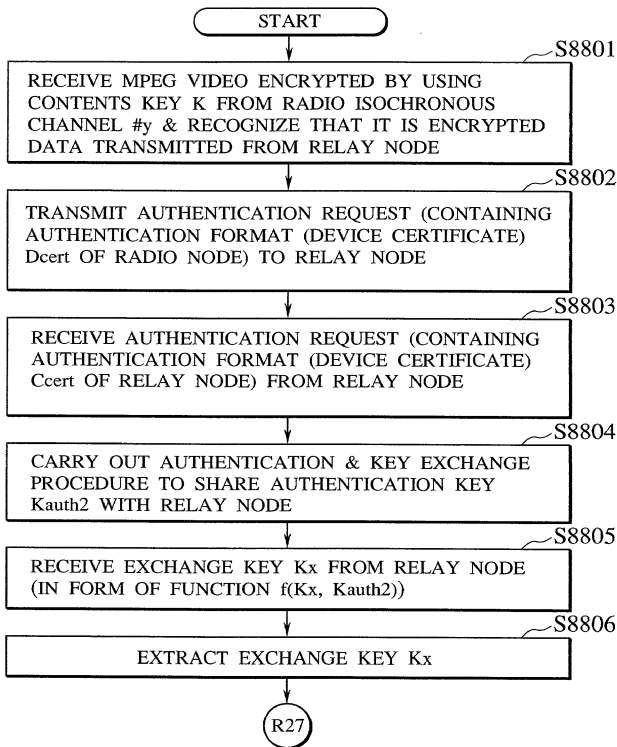 START
S8801
RECEIVE MPEG VIDEO ENCRYPTED BY USING
CONTENTS KEY K FROM RADIO ISOCHRONOUS
CHANNEL #y & RECOGNIZE THAT IT IS ENCRYPTED
DATA TRANSMITTED FROM RELAY NODE
S8802
TRANSMIT AUTHENTICATION REQUEST (CONTAINING
AUTHENTICATION FORMAT (DEVICE CERTIFICATE)
Dcert OF RADIO NODE) TO RELAY NODE
S8803
RECEIVE AUTHENTICATION REQUEST (CONTAINING
AUTHENTICATION FORMAT (DEVICE CERTIFICATE)
Ccert OF RELAY NODE) FROM RELAY NODE
S8804
CARRY OUT AUTHENTICATION & KEY EXCHANGE
PROCEDURE TO SHARE AUTHENTICATION KEY
Kauth2 WITH RELAY NODE
S8805
RECEIVE EXCHANGE KEY Kx FROM RELAY NODE
(IN FORM OF FUNCTION f(Kx, Kauth2))
S8806
EXTRACT EXCHANGE KEY Kx
R27